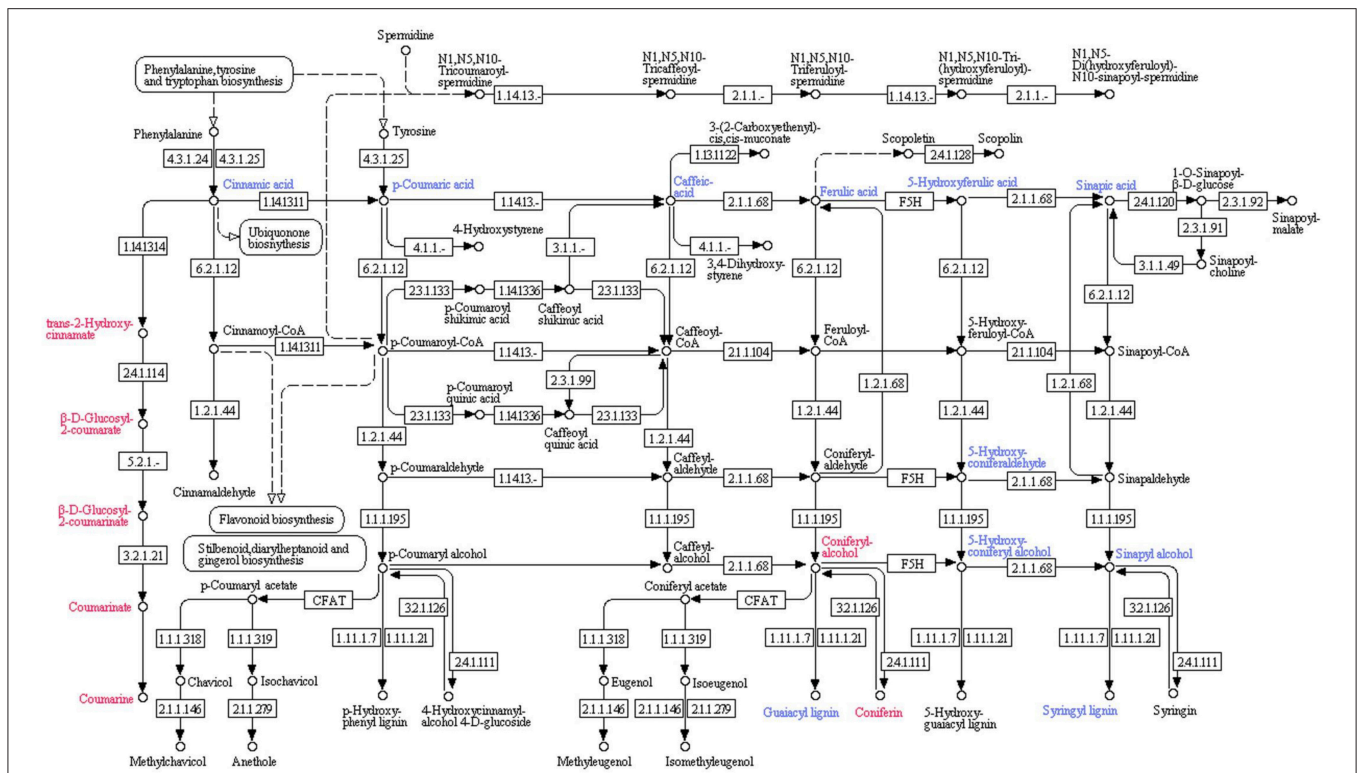 Spermidine
Phenylalanine, tyrosine
and tryptophan biosynthesis
N1,N5,N10-
Tricoumaroyl-
spermidine
N1,N5,N10-
Tricaffeoyl-
spermidine
N1,N5,N10-
Triferuloyl-
spermidine
N1,N5,N10-Tri-
(hydroxyferuloyl)-
spermidine
N1,N5-
Di(hydroxyferuloyl)-
N10-sinapoyl-spermidine
1.14.13.-
2.1.1.-
1.14.13.-
2.1.1.-
Phenylalanine
Tyrosine
3-(2-Carboxyethenyl)-
cis,cis-muconate
1.13.1122
Scopoletin
Scopolin
2.4.1.128
4.3.1.24
4.3.1.25
4.3.1.25
Cinnamic acid
p-Coumaric acid
Caffeic-
acid
Ferulic acid
5-Hydroxyferulic acid
Sinapic acid
1-O-Sinapoyl-
β-D-glucose
1.14.1311
1.14.13.-
2.1.1.68
F5H
2.1.1.68
2.4.1.120
2.3.1.92
Sinapoyl-
malate
2.3.1.91
Ubiquonone
biosnythesis
4-Hydroxystyrene
4.1.1.-
3.1.1.-
4.1.1.-
3,4-Dihydroxy-
styrene
3.1.1.49
Sinapoyl-
choline
1.14.1314
6.2.1.12
6.2.1.12
6.2.1.12
6.2.1.12
6.2.1.12
6.2.1.12
2.3.1.133
1.14.1336
2.3.1.133
p-Coumaroyl
shikimic acid
Caffeoyl
shikimic acid
trans-2-Hydroxy-
cinnamate
Cinnamoyl-CoA
1.14.1311
p-Coumaroyl-CoA
1.14.13.-
Caffeoyl-
CoA
2.1.1.104
Feruloyl-
CoA
5-Hydroxy-
feruloyl-CoA
2.1.1.104
Sinapoyl-CoA
2.4.1.114
2.3.1.99
1.2.1.68
1.2.1.68
p-Coumaroyl
quinic acid
2.3.1.133
1.14.1336
2.3.1.133
Caffeoyl
quinic acid
β-D-Glucosyl-
2-coumarate
1.2.1.44
1.2.1.44
1.2.1.44
1.2.1.44
1.2.1.44
1.2.1.44
5.2.1.-
Cinnamaldehyde
p-Coumaraldehyde
1.14.13.-
Caffeyl-
aldehyde
2.1.1.68
Coniferyl-
aldehyde
F5H
5-Hydroxy-
coniferaldehyde
2.1.1.68
Sinapaldehyde
β-D-Glucosyl-
2-coumarinate
Flavonoid biosynthesis
1.1.1.195
1.1.1.195
1.1.1.195
1.1.1.195
1.1.1.195
Stilbenoid,diarylheptanoid and
gingerol biosynthesis
3.2.1.21
p-Coumaryl alcohol
Caffeyl-
alcohol
2.1.1.68
Coniferyl-
alcohol
F5H
5-Hydroxy-
coniferyl alcohol
2.1.1.68
Sinapyl alcohol
p-Coumaryl acetate
CFAT
Coniferyl acetate
CFAT
Coumarinate
1.1.1.318
1.1.1.319
1.11.1.7
1.11.1.21
3.2.1.126
2.4.1.111
1.1.1.318
1.1.1.319
1.11.1.7
1.11.1.21
3.2.1.126
2.4.1.111
1.11.1.7
1.11.1.21
1.11.1.7
1.11.1.21
3.2.1.126
2.4.1.111
Coumarine
Chavicol
Isochavicol
Eugenol
Isoeugenol
2.1.1.146
2.1.1.279
p-Hydroxy-
phenyl lignin
4-Hydroxycinnamyl-
alcohol 4-D-glucoside
2.1.1.146
2.1.1.146
2.1.1.279
Guaiacyl lignin
Coniferin
5-Hydroxy-
guaiacyl lignin
Syringyl lignin
Syringin
Methylchavicol
Anethole
Methyleugenol
Isomethyleugenol